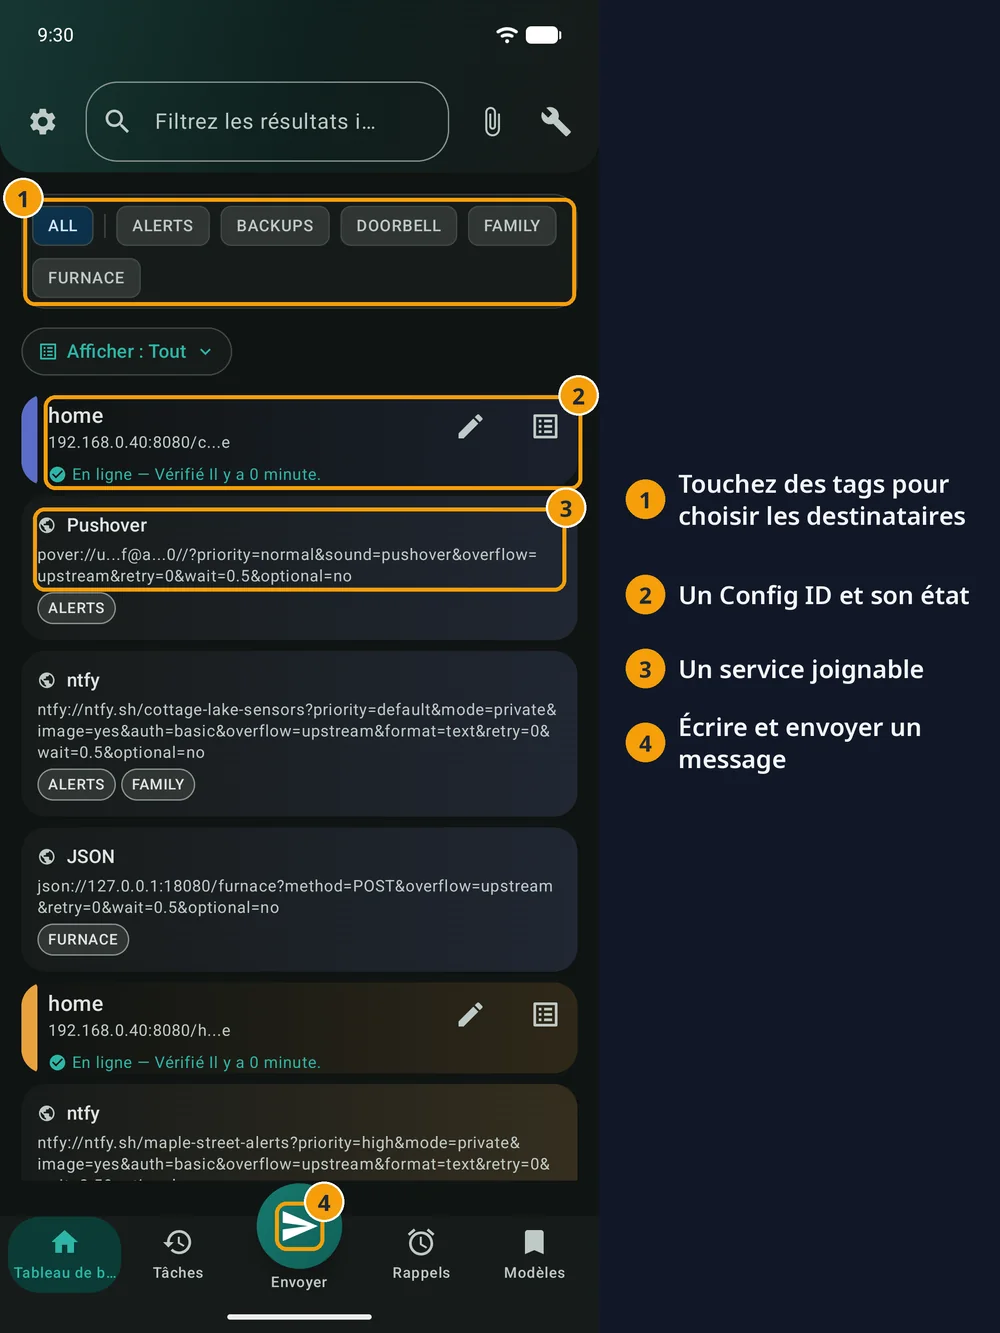 9:30
Filtrez les résultats i...
1
ALL
ALERTS
BACKUPS
DOORBELL
FAMILY
FURNACE
Afficher : Tout
2
home
192.168.0.40:8080/c...e
En ligne — Vérifié Il y a 0 minute.
3
Pushover
pover://u...f@a...0//?priority=normal&sound=pushover&overflow=
upstream&retry=0&wait=0.5&optional=no
ALERTS
ntfy
ntfy://ntfy.sh/cottage-lake-sensors?priority=default&mode=private&
image=yes&auth=basic&overflow=upstream&format=text&retry=0&
wait=0.5&optional=no
ALERTS
FAMILY
JSON
json://127.0.0.1:18080/furnace?method=POST&overflow=upstream
&retry=0&wait=0.5&optional=no
FURNACE
home
192.168.0.40:8080/h...e
En ligne — Vérifié Il y a 0 minute.
ntfy
ntfy://ntfy.sh/maple-street-alerts?priority=high&mode=private&
image=yes&auth=basic&overflow=upstream&format=text&retry=0&
4
Tableau de b...
Tâches
Envoyer
Rappels
Modèles
1 Touchez des tags pour
choisir les destinataires
2 Un Config ID et son état
3 Un service joignable
4 Écrire et envoyer un
message